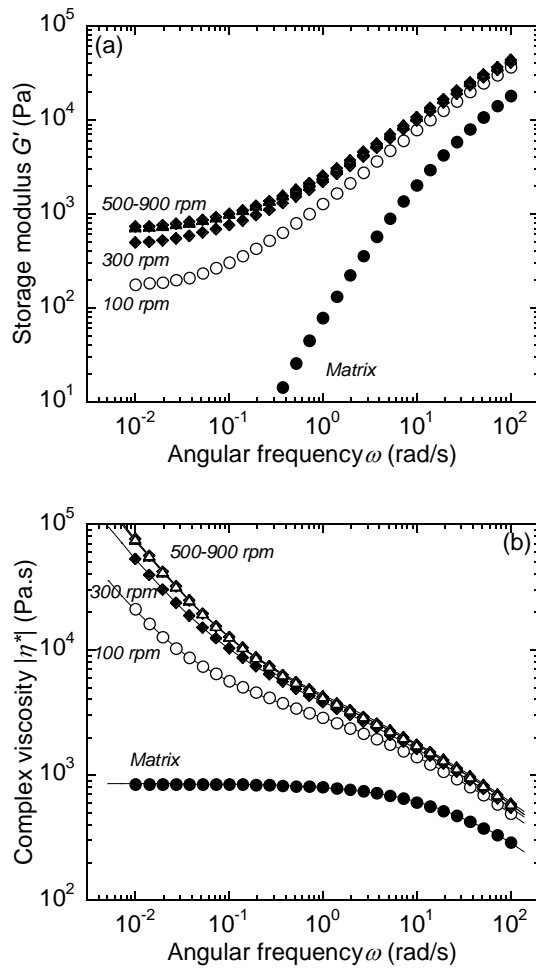 (a)
10^5
10^4
10^3
10^2
10^1
Storage modulus G' (Pa)
500-900 rpm
300 rpm
100 rpm
Matrix
10^-2 10^-1 10^0 10^1 10^2
Angular frequency ω (rad/s)
(b)
10^5
10^4
10^3
10^2
Complex viscosity |η*| (Pa.s)
500-900 rpm
300 rpm
100 rpm
Matrix
10^-2 10^-1 10^0 10^1 10^2
Angular frequency ω (rad/s)